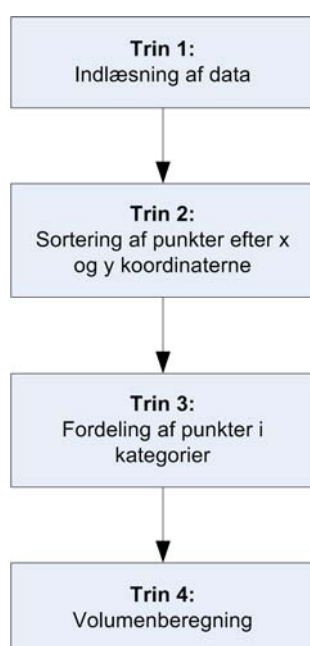 Trin 1:
Indlæsning af data
Trin 2:
Sortering af punkter efter x
og y koordinaterne
Trin 3:
Fordeling af punkter i
kategorier
Trin 4:
Volumenberegning